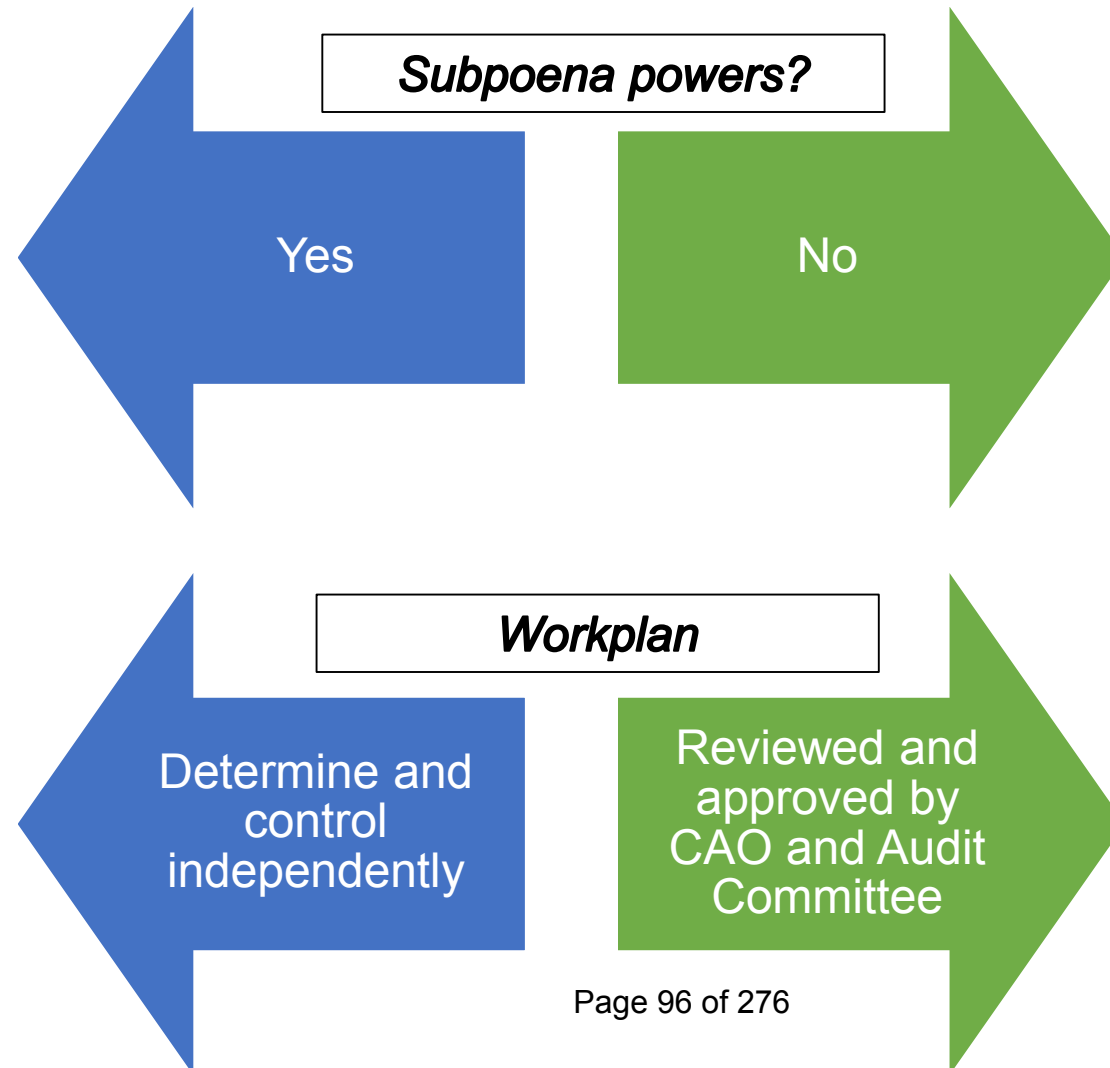 Subpoena powers?
Yes
No
Workplan
Determine and
control
independently
Reviewed and
approved by
CAO and Audit
Committee
Page 96 of 276